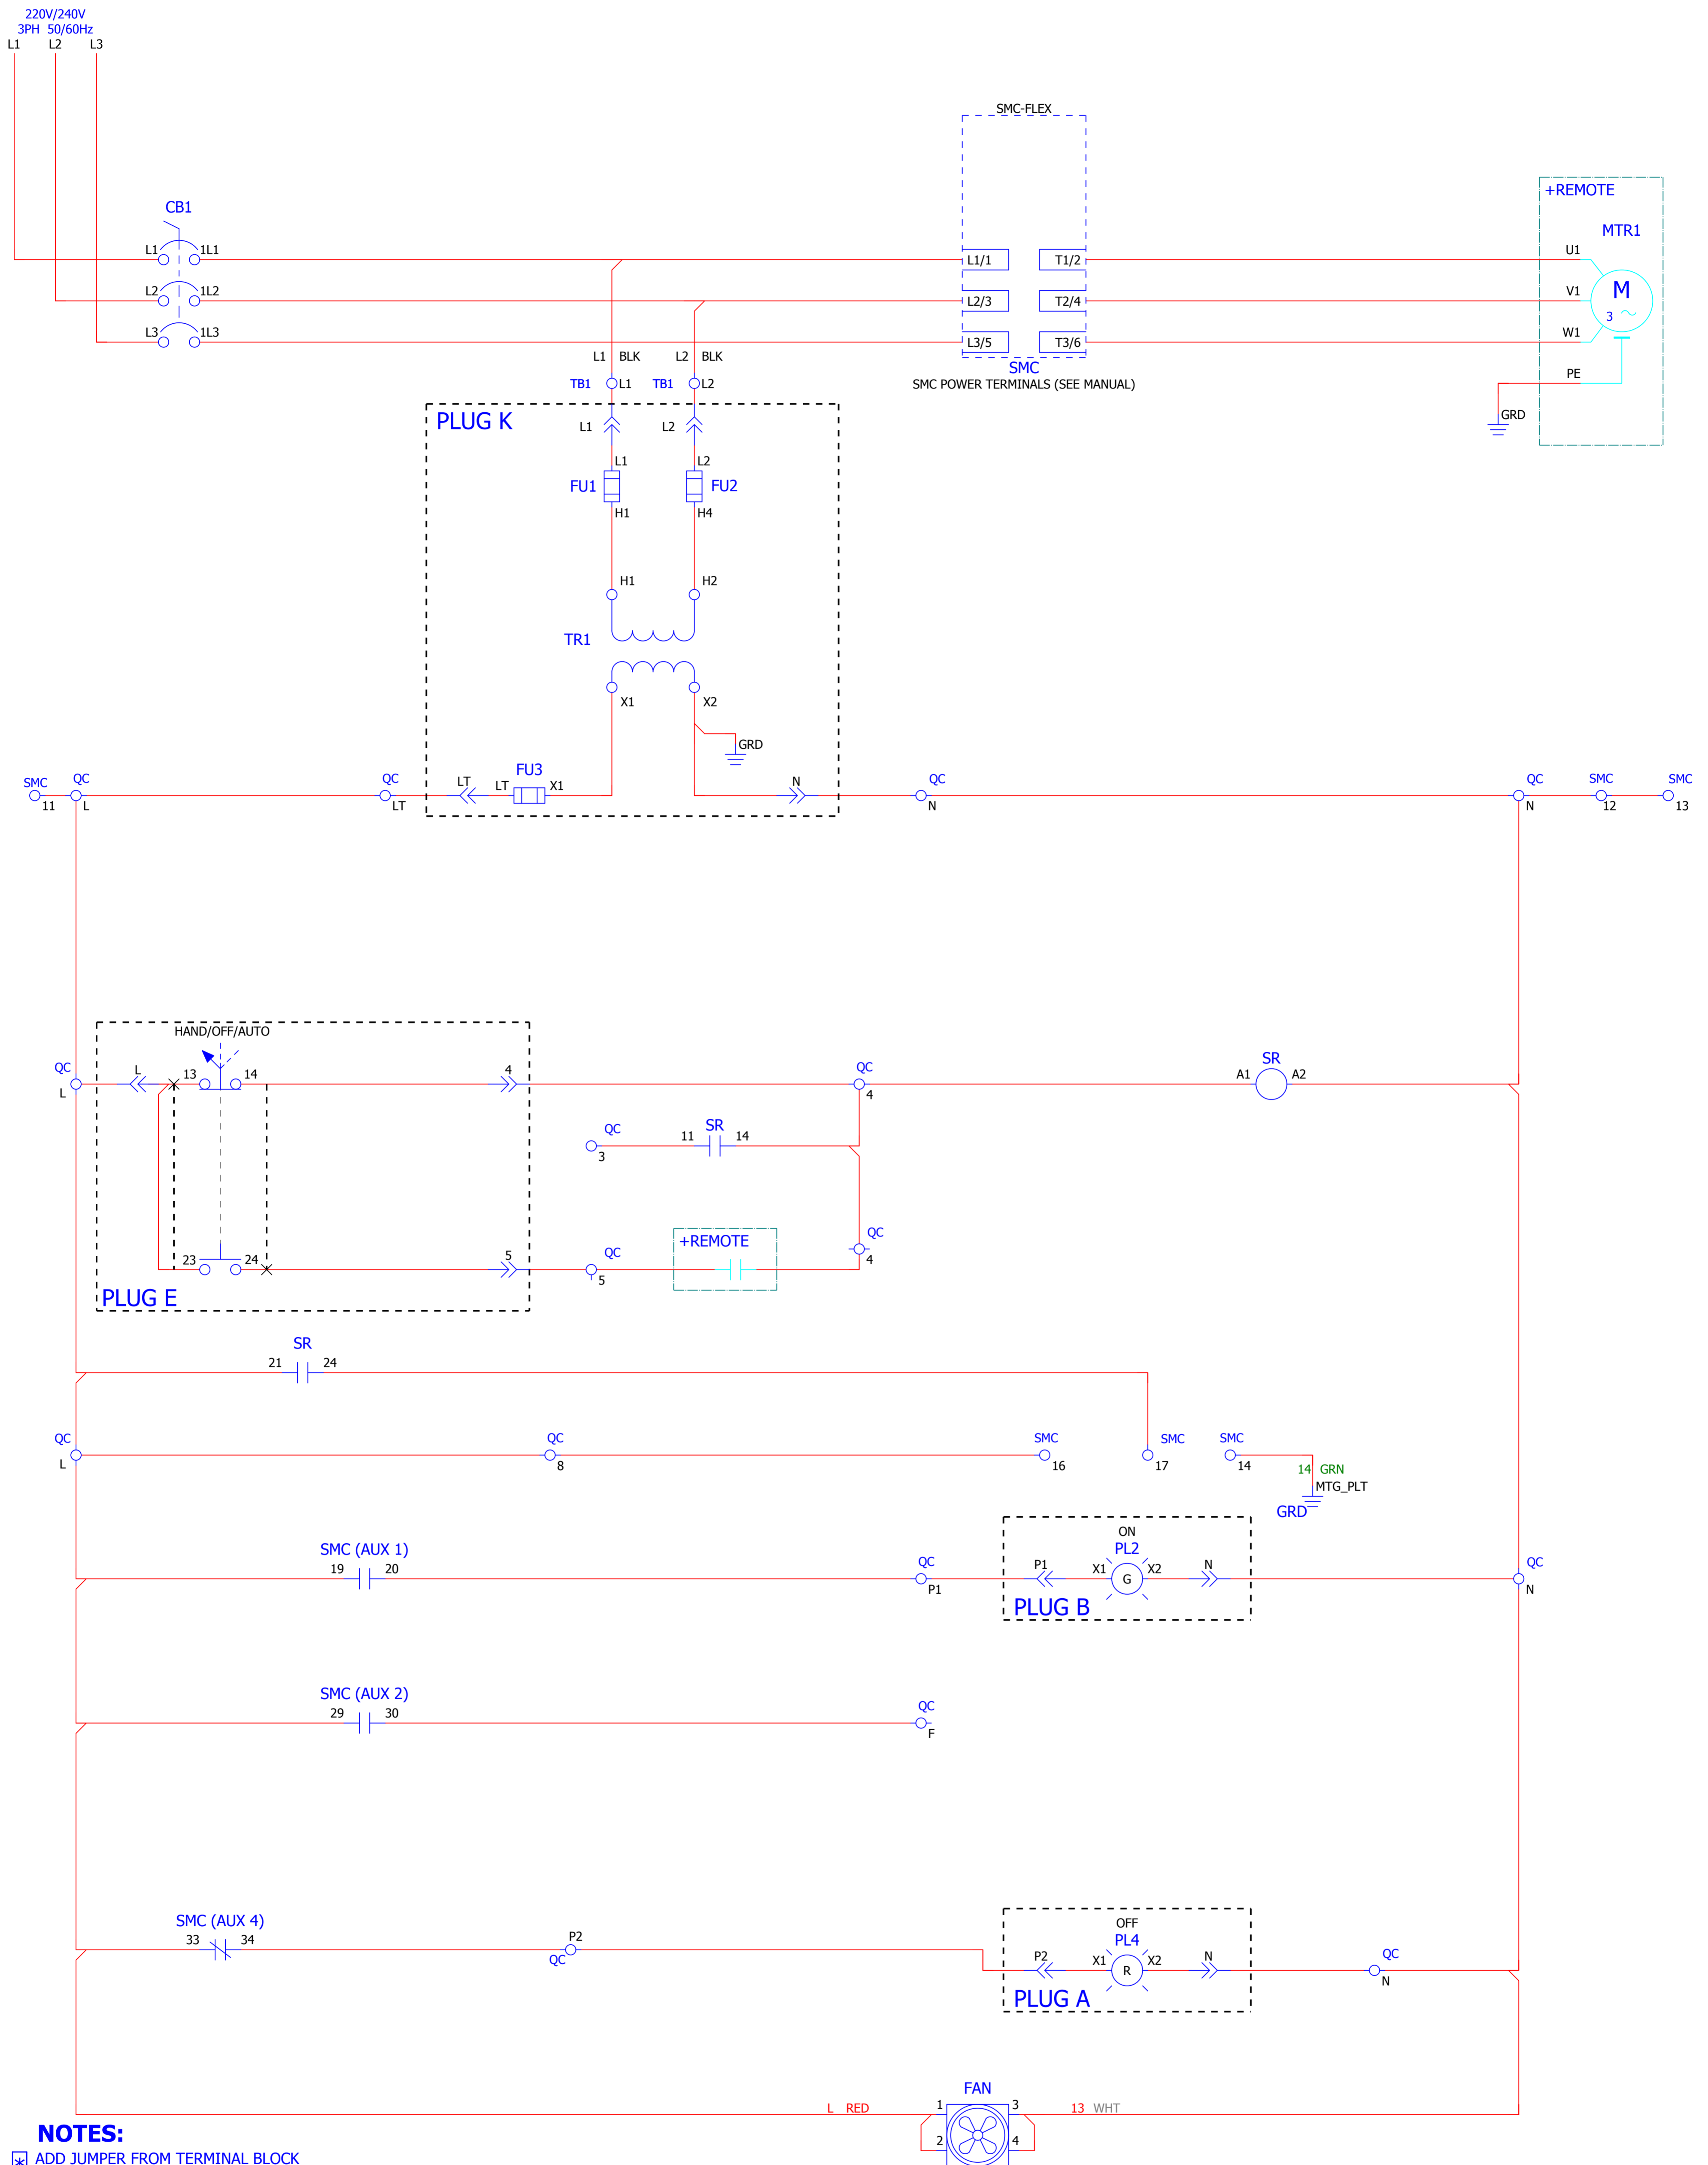 220V/240V
3PH 50/60Hz
L1 L2 L3
SMC-FLEX
+REMOTE
CB1
MTR1
L1 1L1 L1/1 T1/2 U1
L2 1L2 L2/3 T2/4 V1
M
3
L3 1L3 L3/5 T3/6 W1
L1 BLK L2 BLK
SMC
SMC POWER TERMINALS (SEE MANUAL)
PE
TB1 L1 TB1 L2
GRD
PLUG K
L1 L2
L1 L2
FU1 FU2
H1 H4
H1 H2
TR1
X1 X2
GRD
SMC QC QC LT LT FU3 X1 N QC QC SMC SMC
11 L LT N N 12 13
HAND/OFF/AUTO
QC L 13 14 4 QC SR
L 4 A1 A2
QC 11 SR 14
3
+REMOTE
QC
23 24 5 QC 4
5
PLUG E
SR
21 24
QC QC SMC SMC SMC
L 8 16 17 14
14 GRN
MTG_PLT
GRD
ON
SMC (AUX 1) PL2
19 20 QC P1 X1 G X2 N QC
P1 N
PLUG B
SMC (AUX 2)
29 30 QC
F
OFF
SMC (AUX 4) PL4
33 34 P2
QC
P2 X1 R X2 N QC
N
PLUG A
FAN
L RED 1 3 13 WHT
2 4
NOTES:
* ADD JUMPER FROM TERMINAL BLOCK